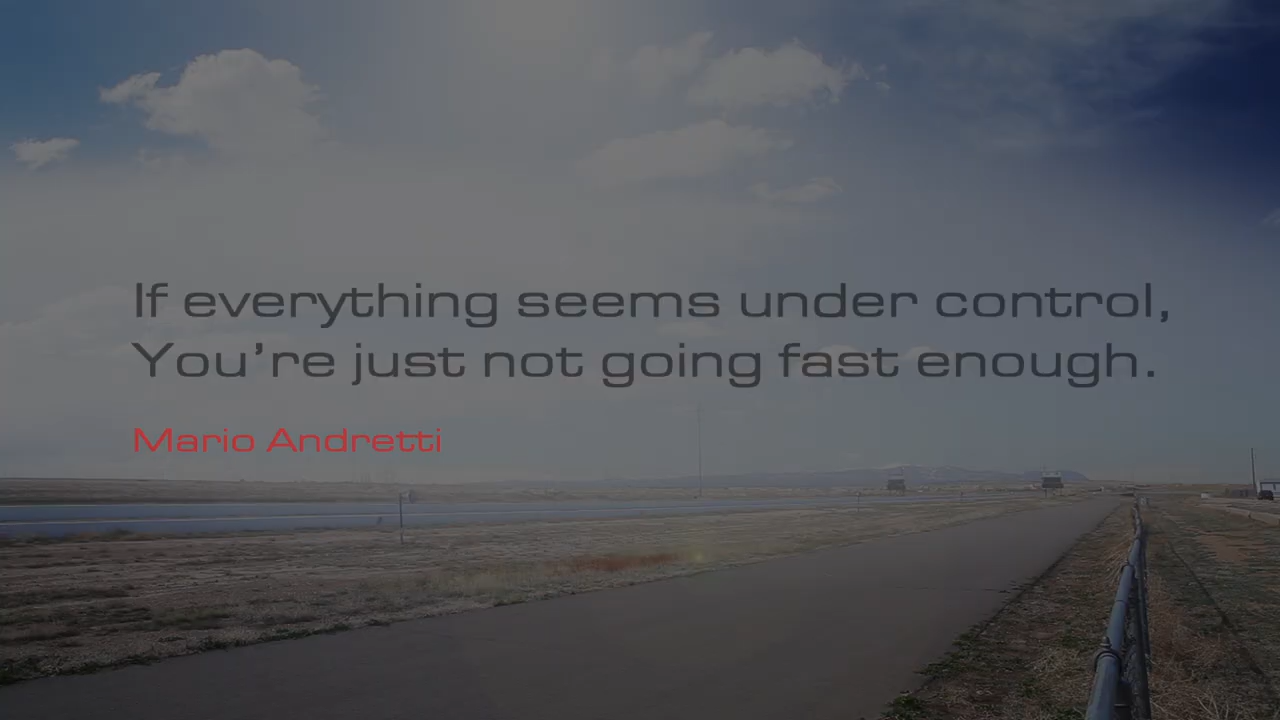 If everything seems under control,
You’re just not going fast enough.
Mario Andretti